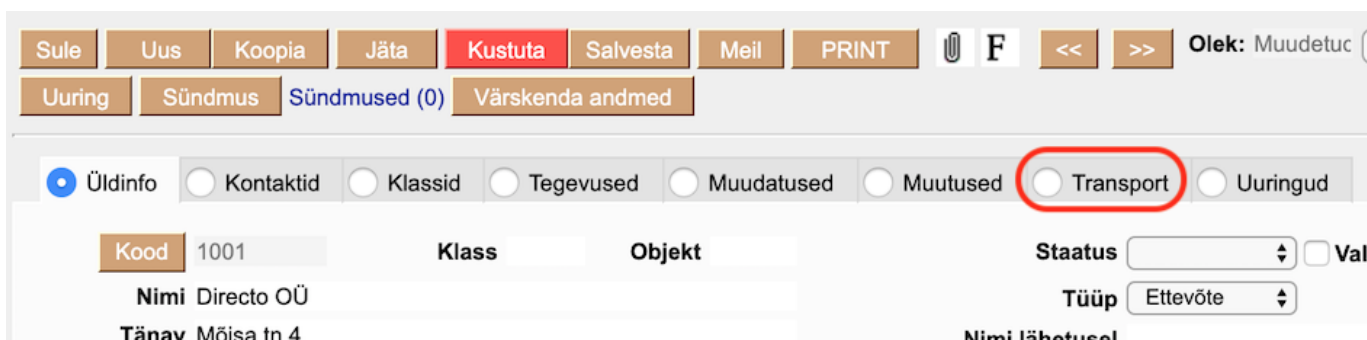 Sule Uus Koopia Jäta Kustuta Salvesta Meil PRINT F << >> Olek: Muudetud
Uuring Sündmus Sündmused (0) Värskenda andmed
Üldinfo Kontaktid Klassid Tegevused Muudatused Muutused Transport Uuringud
Kood 1001 Klass Objekt Staatus Val
Nimi Directo OÜ Tüüp Ettevõte
Tänav Mõisa tn 4 Nimi lähetusel